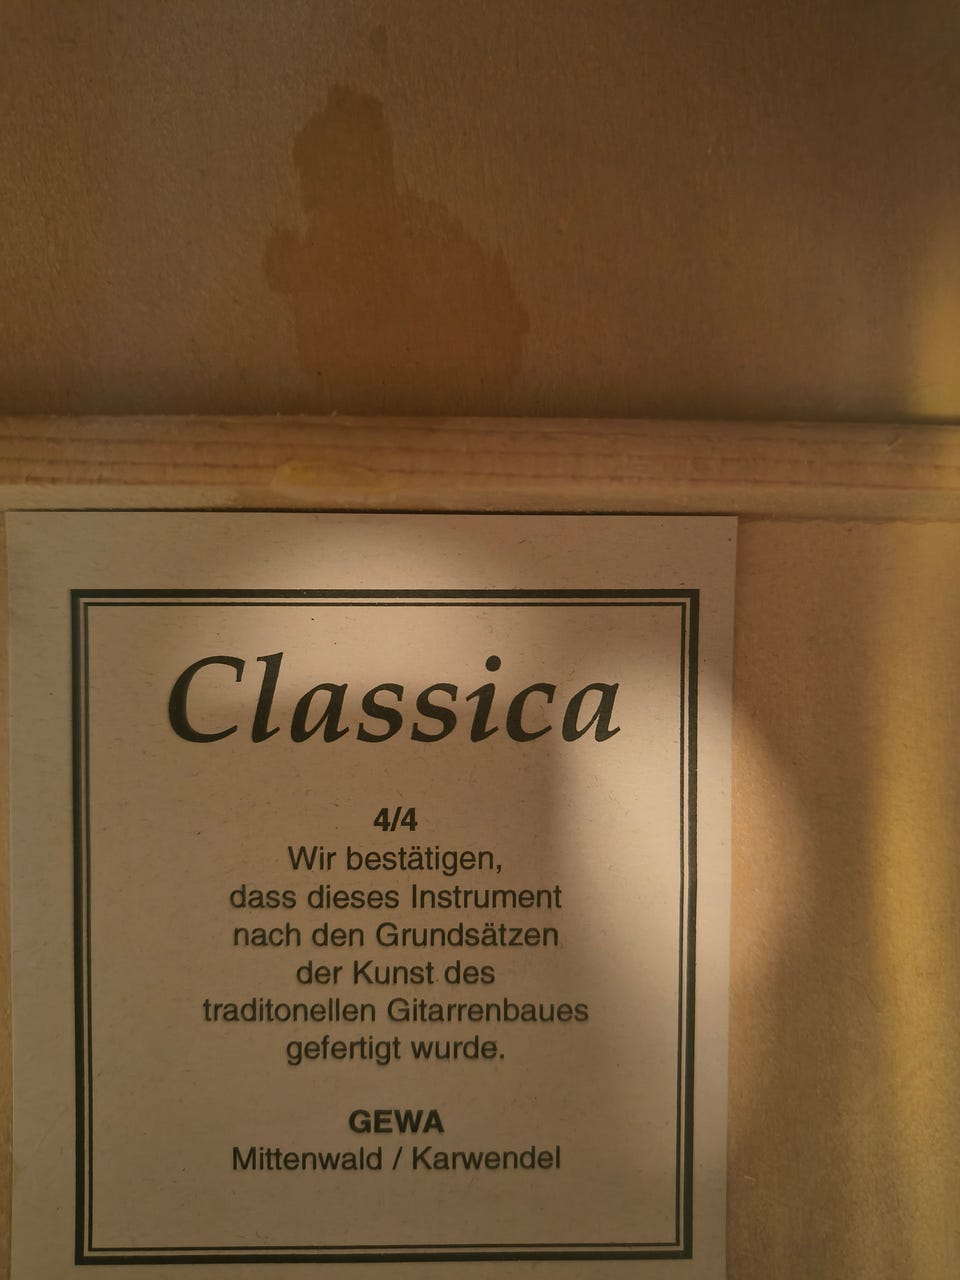 Classica
4/4
Wir bestätigen,
dass dieses Instrument
nach den Grundsätzen
der Kunst des
traditonellen Gitarrenbaues
gefertigt wurde.
GEWA
Mittenwald / Karwendel